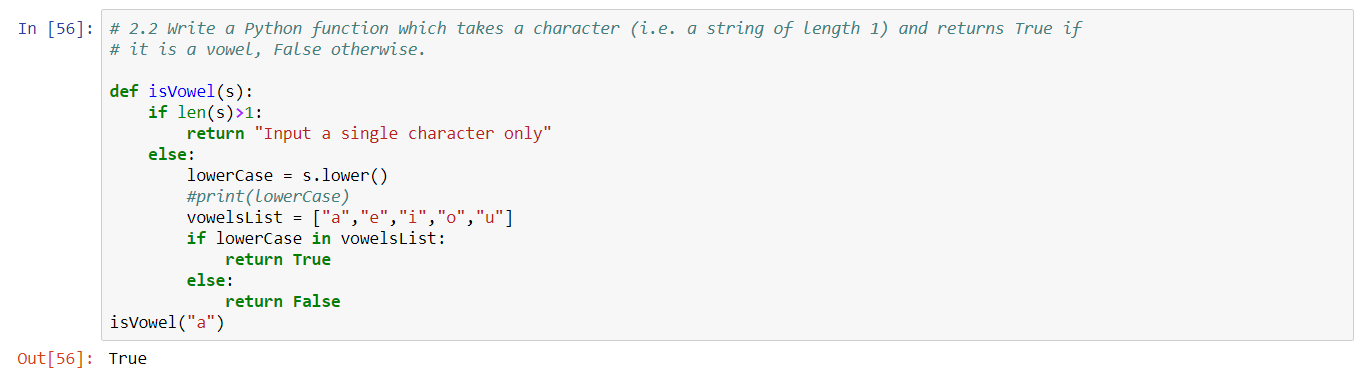 In [56]: # 2.2 Write a Python function which takes a character (i.e. a string of length 1) and returns True if
# it is a vowel, False otherwise.
def isVowel(s):
    if len(s)>1:
        return "Input a single character only"
    else:
        lowerCase = s.lower()
        #print(lowerCase)
        vowelsList = ["a","e","i","o","u"]
        if lowerCase in vowelsList:
            return True
        else:
            return False
isVowel("a")
Out[56]: True